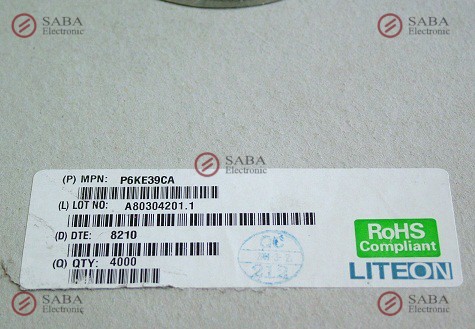 SABA
Electronic
SABA
Electronic
SABA
Electronic
(P) MPN: P6KE39CA
(L) LOT NO: A80304201.1
(D) DTE: 8210
(Q) QTY: 4000
RoHS
Compliant
LITEON
SABA
Electronic
SABA
Electronic